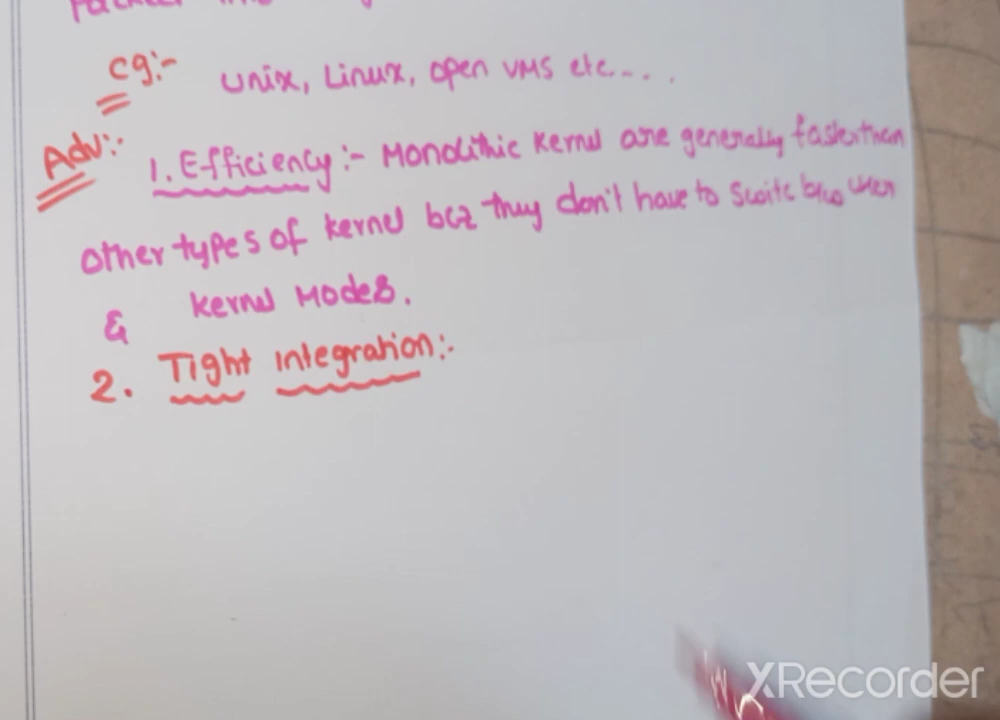 eg:-
Unix, Linux, open VMS etc....
Adv:-
1. Efficiency :- Monolithic Kernel are generally faster than
other types of kernel bcz they don't have to switc b/w user
& kernel Modes.
2. Tight integration:-
XRecorder